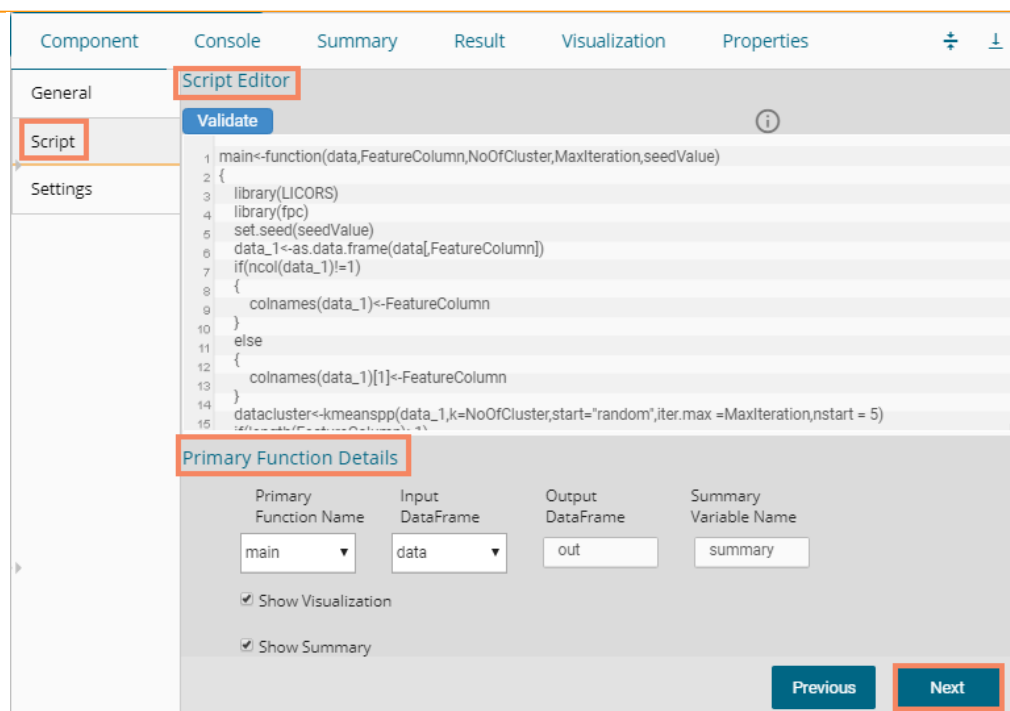 Component Console Summary Result Visualization Properties
General
Script
Settings
Script Editor
Validate
1 main<-function(data,FeatureColumn,NoOfCluster,MaxIteration,seedValue)
2 {
3 library(LICORS)
4 library(fpc)
5 set.seed(seedValue)
6 data_1<-as.data.frame(data[,FeatureColumn])
7 if(ncol(data_1)!=1)
8 {
9 colnames(data_1)<-FeatureColumn
10 }
11 else
12 {
13 colnames(data_1)[1]<-FeatureColumn
14 }
15 datacluster<-kmeanspp(data_1,k=NoOfCluster,start="random",iter.max =MaxIteration,nstart = 5)
Primary Function Details
Primary Function Name
Input DataFrame
Output DataFrame
Summary Variable Name
main
data
out
summary
Show Visualization
Show Summary
Previous
Next